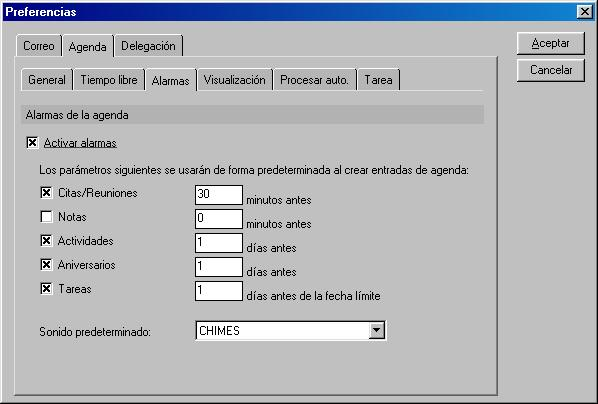 Preferencias
Correo Agenda Delegación
Aceptar
Cancelar
General Tiempo libre Alarmas Visualización Procesar auto. Tarea
Alarmas de la agenda
Activar alarmas
Los parámetros siguientes se usarán de forma predeterminada al crear entradas de agenda:
Citas/Reuniones 30 minutos antes
Notas 0 minutos antes
Actividades 1 días antes
Aniversarios 1 días antes
Tareas 1 días antes de la fecha límite
Sonido predeterminado: CHIMES